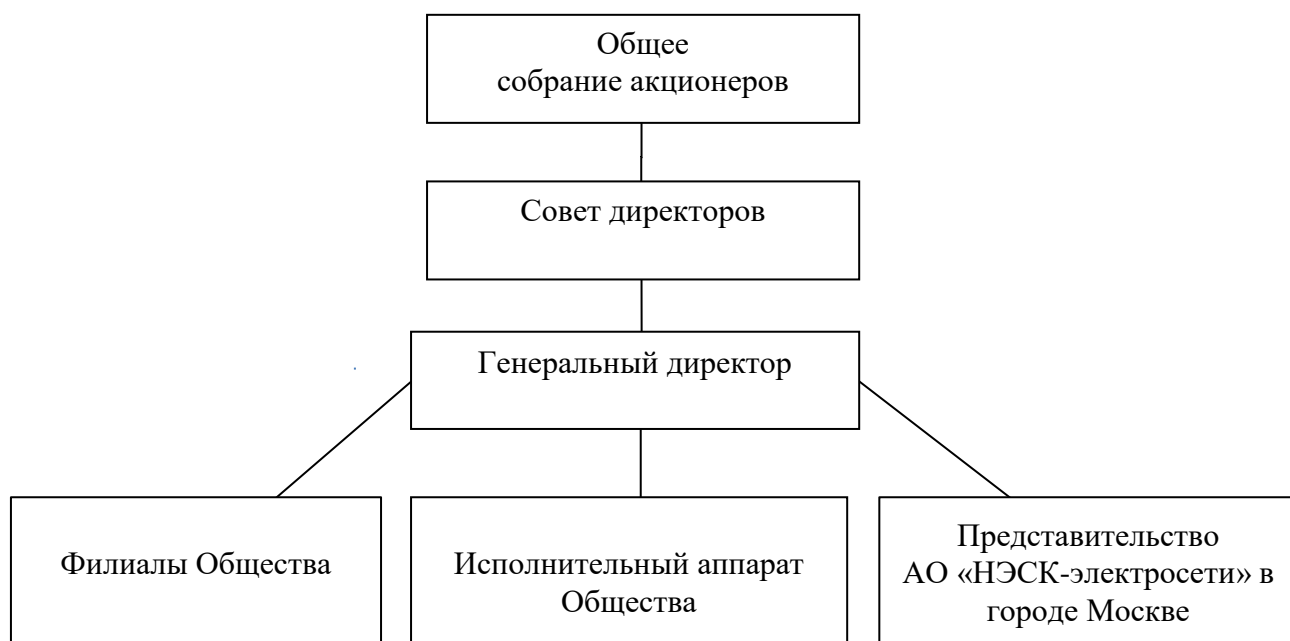 Общее
собрание акционеров
Совет директоров
Генеральный директор
Филиалы Общества
Исполнительный аппарат
Общества
Представительство
АО «НЭСК-электросети» в
городе Москве